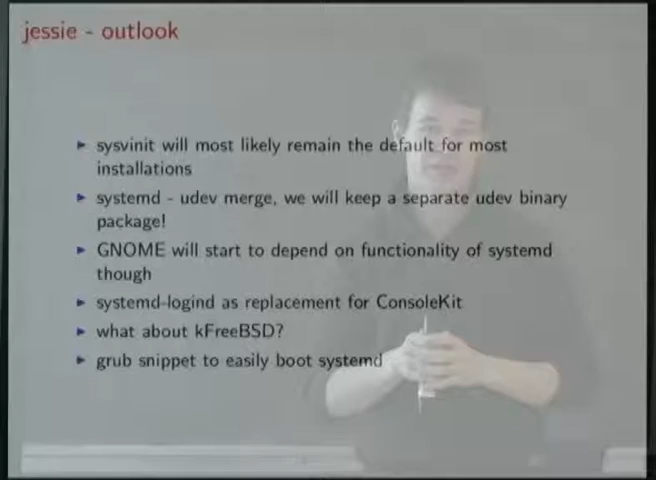 jessie - outlook
sysvinit will most likely remain the default for most
installations
systemd - udev merge, we will keep a separate udev binary
package!
GNOME will start to depend on functionality of systemd
though
systemd-logind as replacement for ConsoleKit
what about kFreeBSD?
grub snippet to easily boot systemd